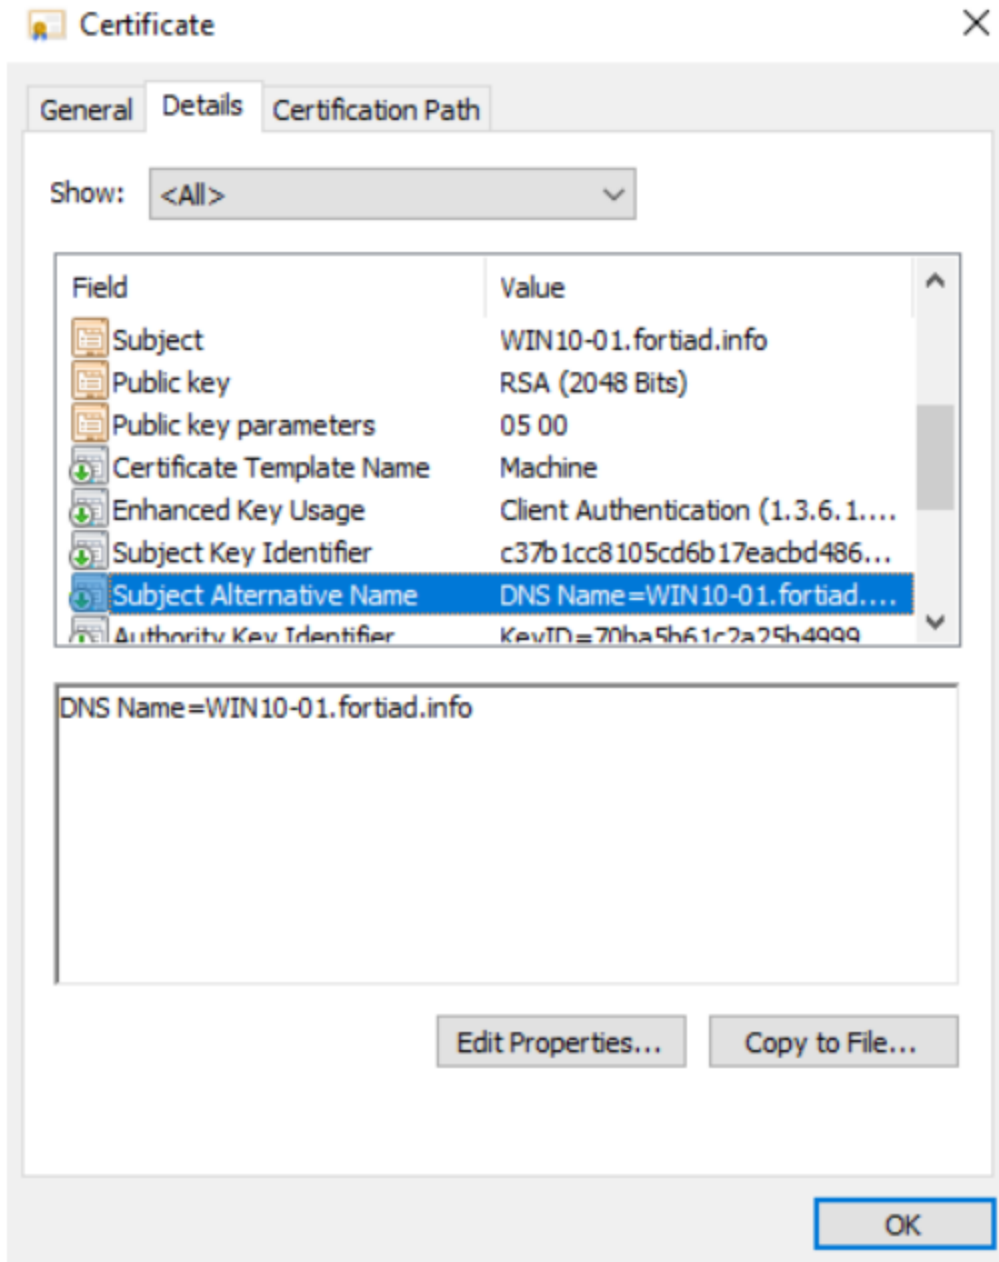 Certificate
General Details Certification Path
Show: <All>
Field Value
Subject WIN10-01.fortiad.info
Public key RSA (2048 Bits)
Public key parameters 05 00
Certificate Template Name Machine
Enhanced Key Usage Client Authentication (1.3.6.1....
Subject Key Identifier c37b1cc8105cd6b17eacbd486...
Subject Alternative Name DNS Name=WIN10-01.fortiad....
Authority Key Identifier KeyID=70ba5b61c2a25b4999
DNS Name=WIN10-01.fortiad.info
Edit Properties... Copy to File...
OK